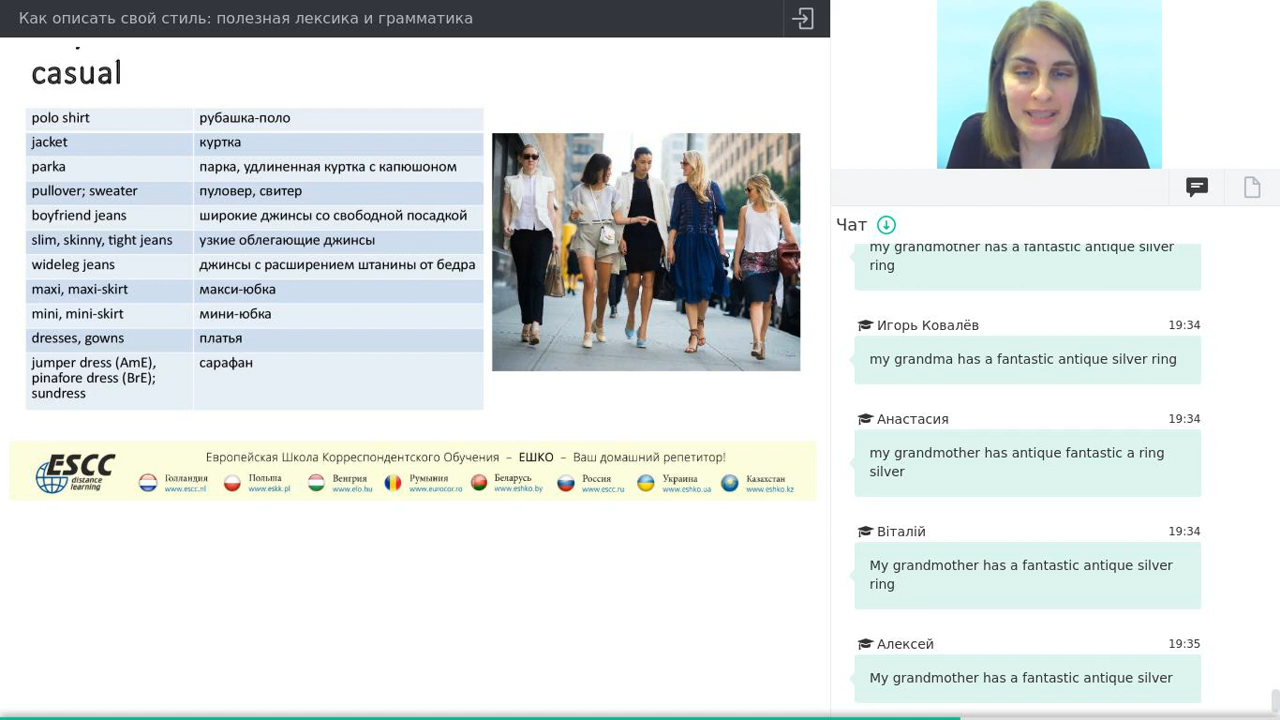 Как описать свой стиль: полезная лексика и грамматика
casual
polo shirt рубашка-поло
jacket куртка
parka парка, удлиненная куртка с капюшоном
pullover; sweater пуловер, свитер
boyfriend jeans широкие джинсы со свободной посадкой
slim, skinny, tight jeans узкие облегающие джинсы
wideleg jeans джинсы с расширением штанины от бедра
maxi, maxi-skirt макси-юбка
mini, mini-skirt мини-юбка
dresses, gowns платья
jumper dress (AmE), сарафан
pinafore dress (BrE);
sundress
ESCC
distance
learning
Европейская Школа Корреспондентского Обучения – ЕШКО – Ваш домашний репетитор!
Голландия Польша Венгрия Румыния Беларусь Россия Украина Казахстан
www.escc.nl www.eskk.pl www.elo.hu www.eurocor.ro www.eshko.by www.escc.ru www.eshko.ua www.eshko.kz
Чат
my grandmother has a fantastic antique silver
ring
Игорь Ковалёв 19:34
my grandma has a fantastic antique silver ring
Анастасия 19:34
my grandmother has antique fantastic a ring
silver
Віталій 19:34
My grandmother has a fantastic antique silver
ring
Алексей 19:35
My grandmother has a fantastic antique silver